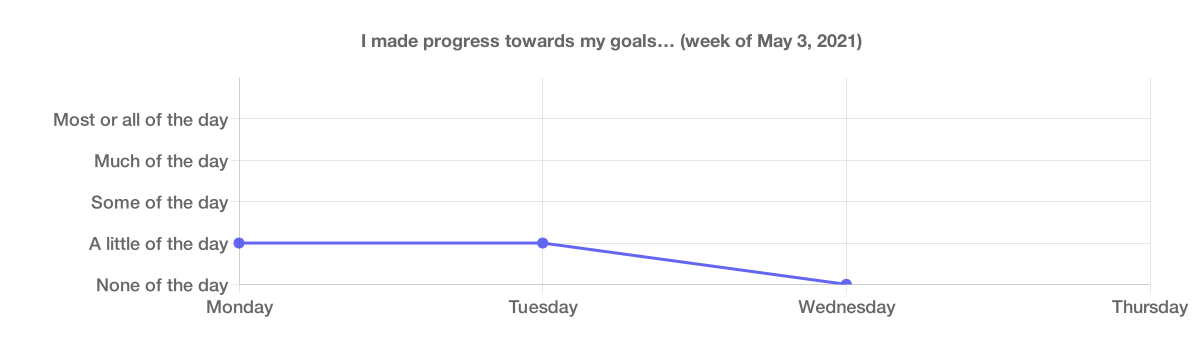 I made progress towards my goals... (week of May 3, 2021)
Most or all of the day
Much of the day
Some of the day
A little of the day
None of the day
Monday Tuesday Wednesday Thursday